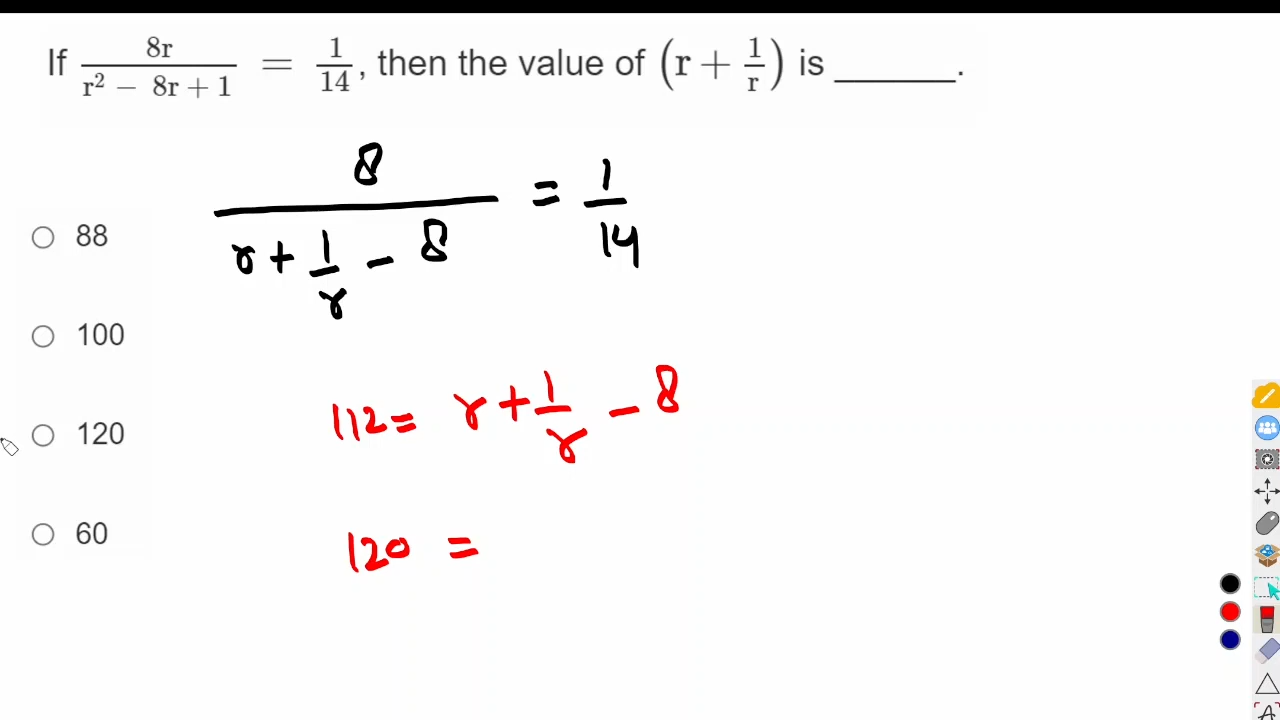 If 8r / (r² − 8r + 1) = 1/14, then the value of (r + 1/r) is ______.
8 / (r + 1/r − 8) = 1/14
88
100
112 = r + 1/r − 8
120
60
120 =